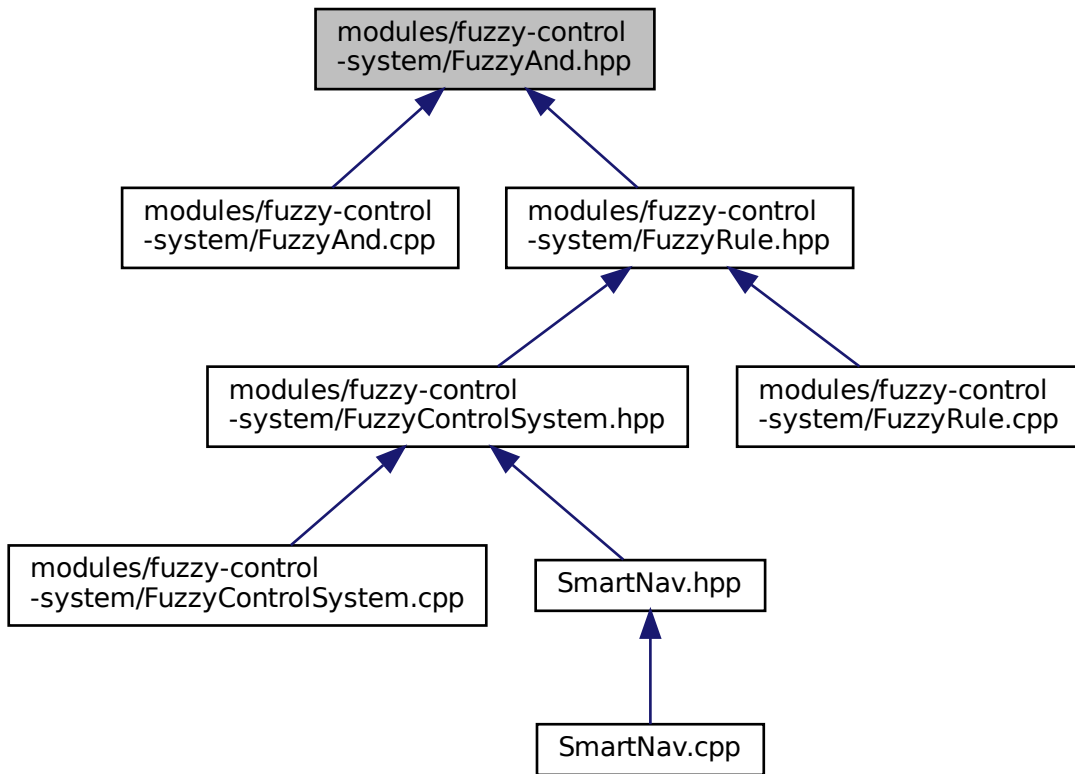 modules/fuzzy-control
-system/FuzzyAnd.hpp
modules/fuzzy-control
-system/FuzzyAnd.cpp
modules/fuzzy-control
-system/FuzzyRule.hpp
modules/fuzzy-control
-system/FuzzyControlSystem.hpp
modules/fuzzy-control
-system/FuzzyRule.cpp
modules/fuzzy-control
-system/FuzzyControlSystem.cpp
SmartNav.hpp
SmartNav.cpp